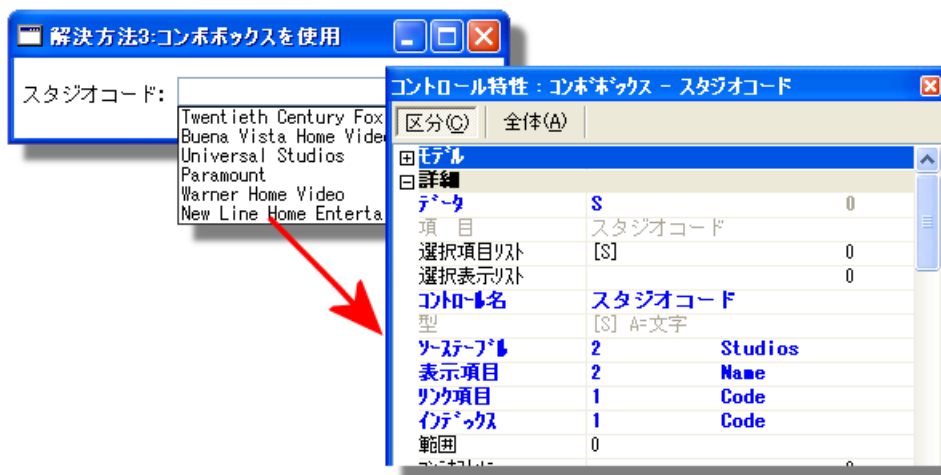 解決方法3:コンボボックスを使用
スタジオコード:
Twentieth Century Fox
Buena Vista Home Vide
Universal Studios
Paramount
Warner Home Video
New Line Home Enterta
コントロール特性:コンボボックス - スタジオコード
区分(C) 全体(A)
モデル
詳細
データ S 0
項 目 スタジオコード
選択項目リスト [S] 0
選択表示リスト 0
コントロール名 スタジオコード
型 [S] A=文字
ソーステーブル 2 Studios
表示項目 2 Name
リンク項目 1 Code
インデックス 1 Code
範囲 0